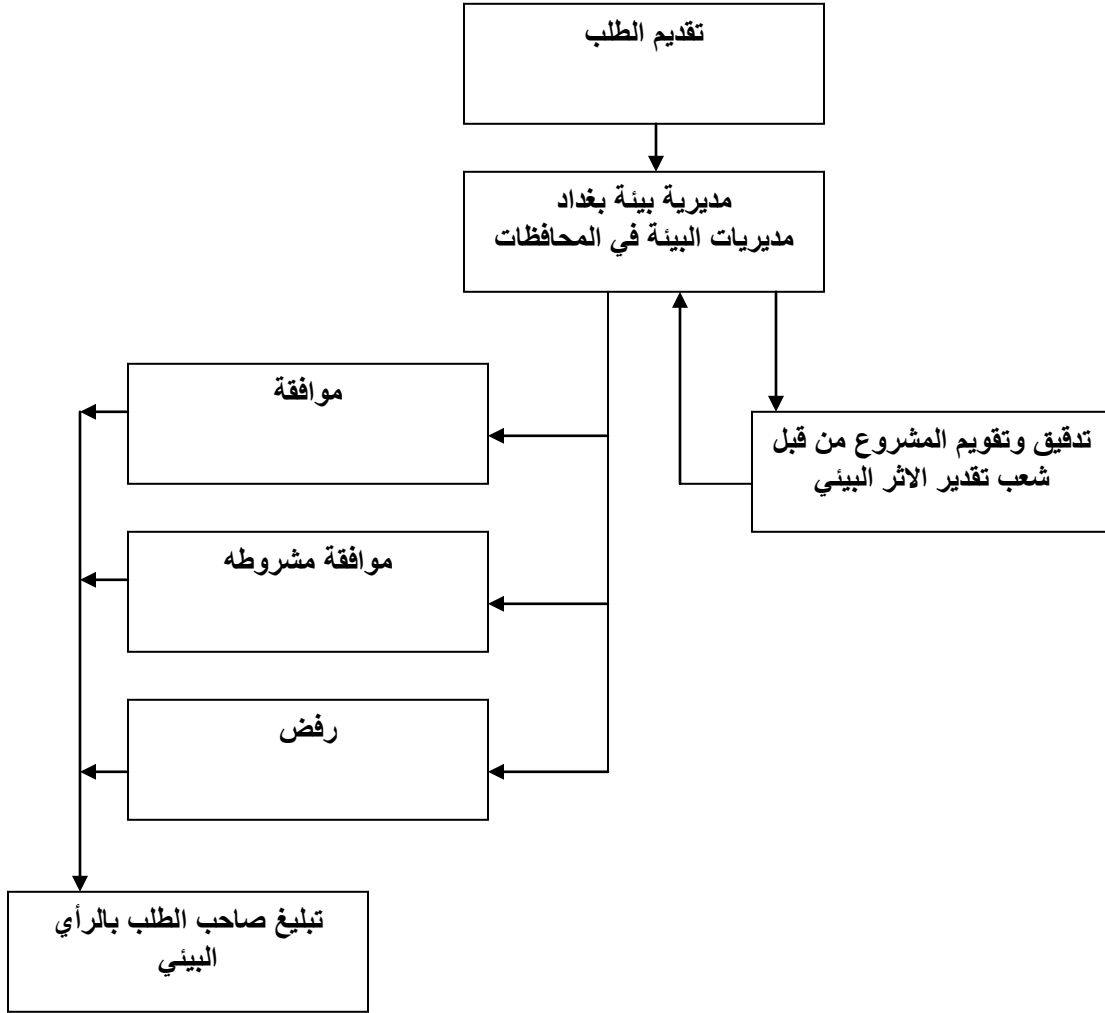 تقديم الطلب
مديرية بيئة بغداد
مديريات البيئة في المحافظات
موافقة
تدقيق وتقويم المشروع من قبل
شعب تقدير الاثر البيئي
موافقة مشروطه
رفض
تبليغ صاحب الطلب بالرأي
البيئي